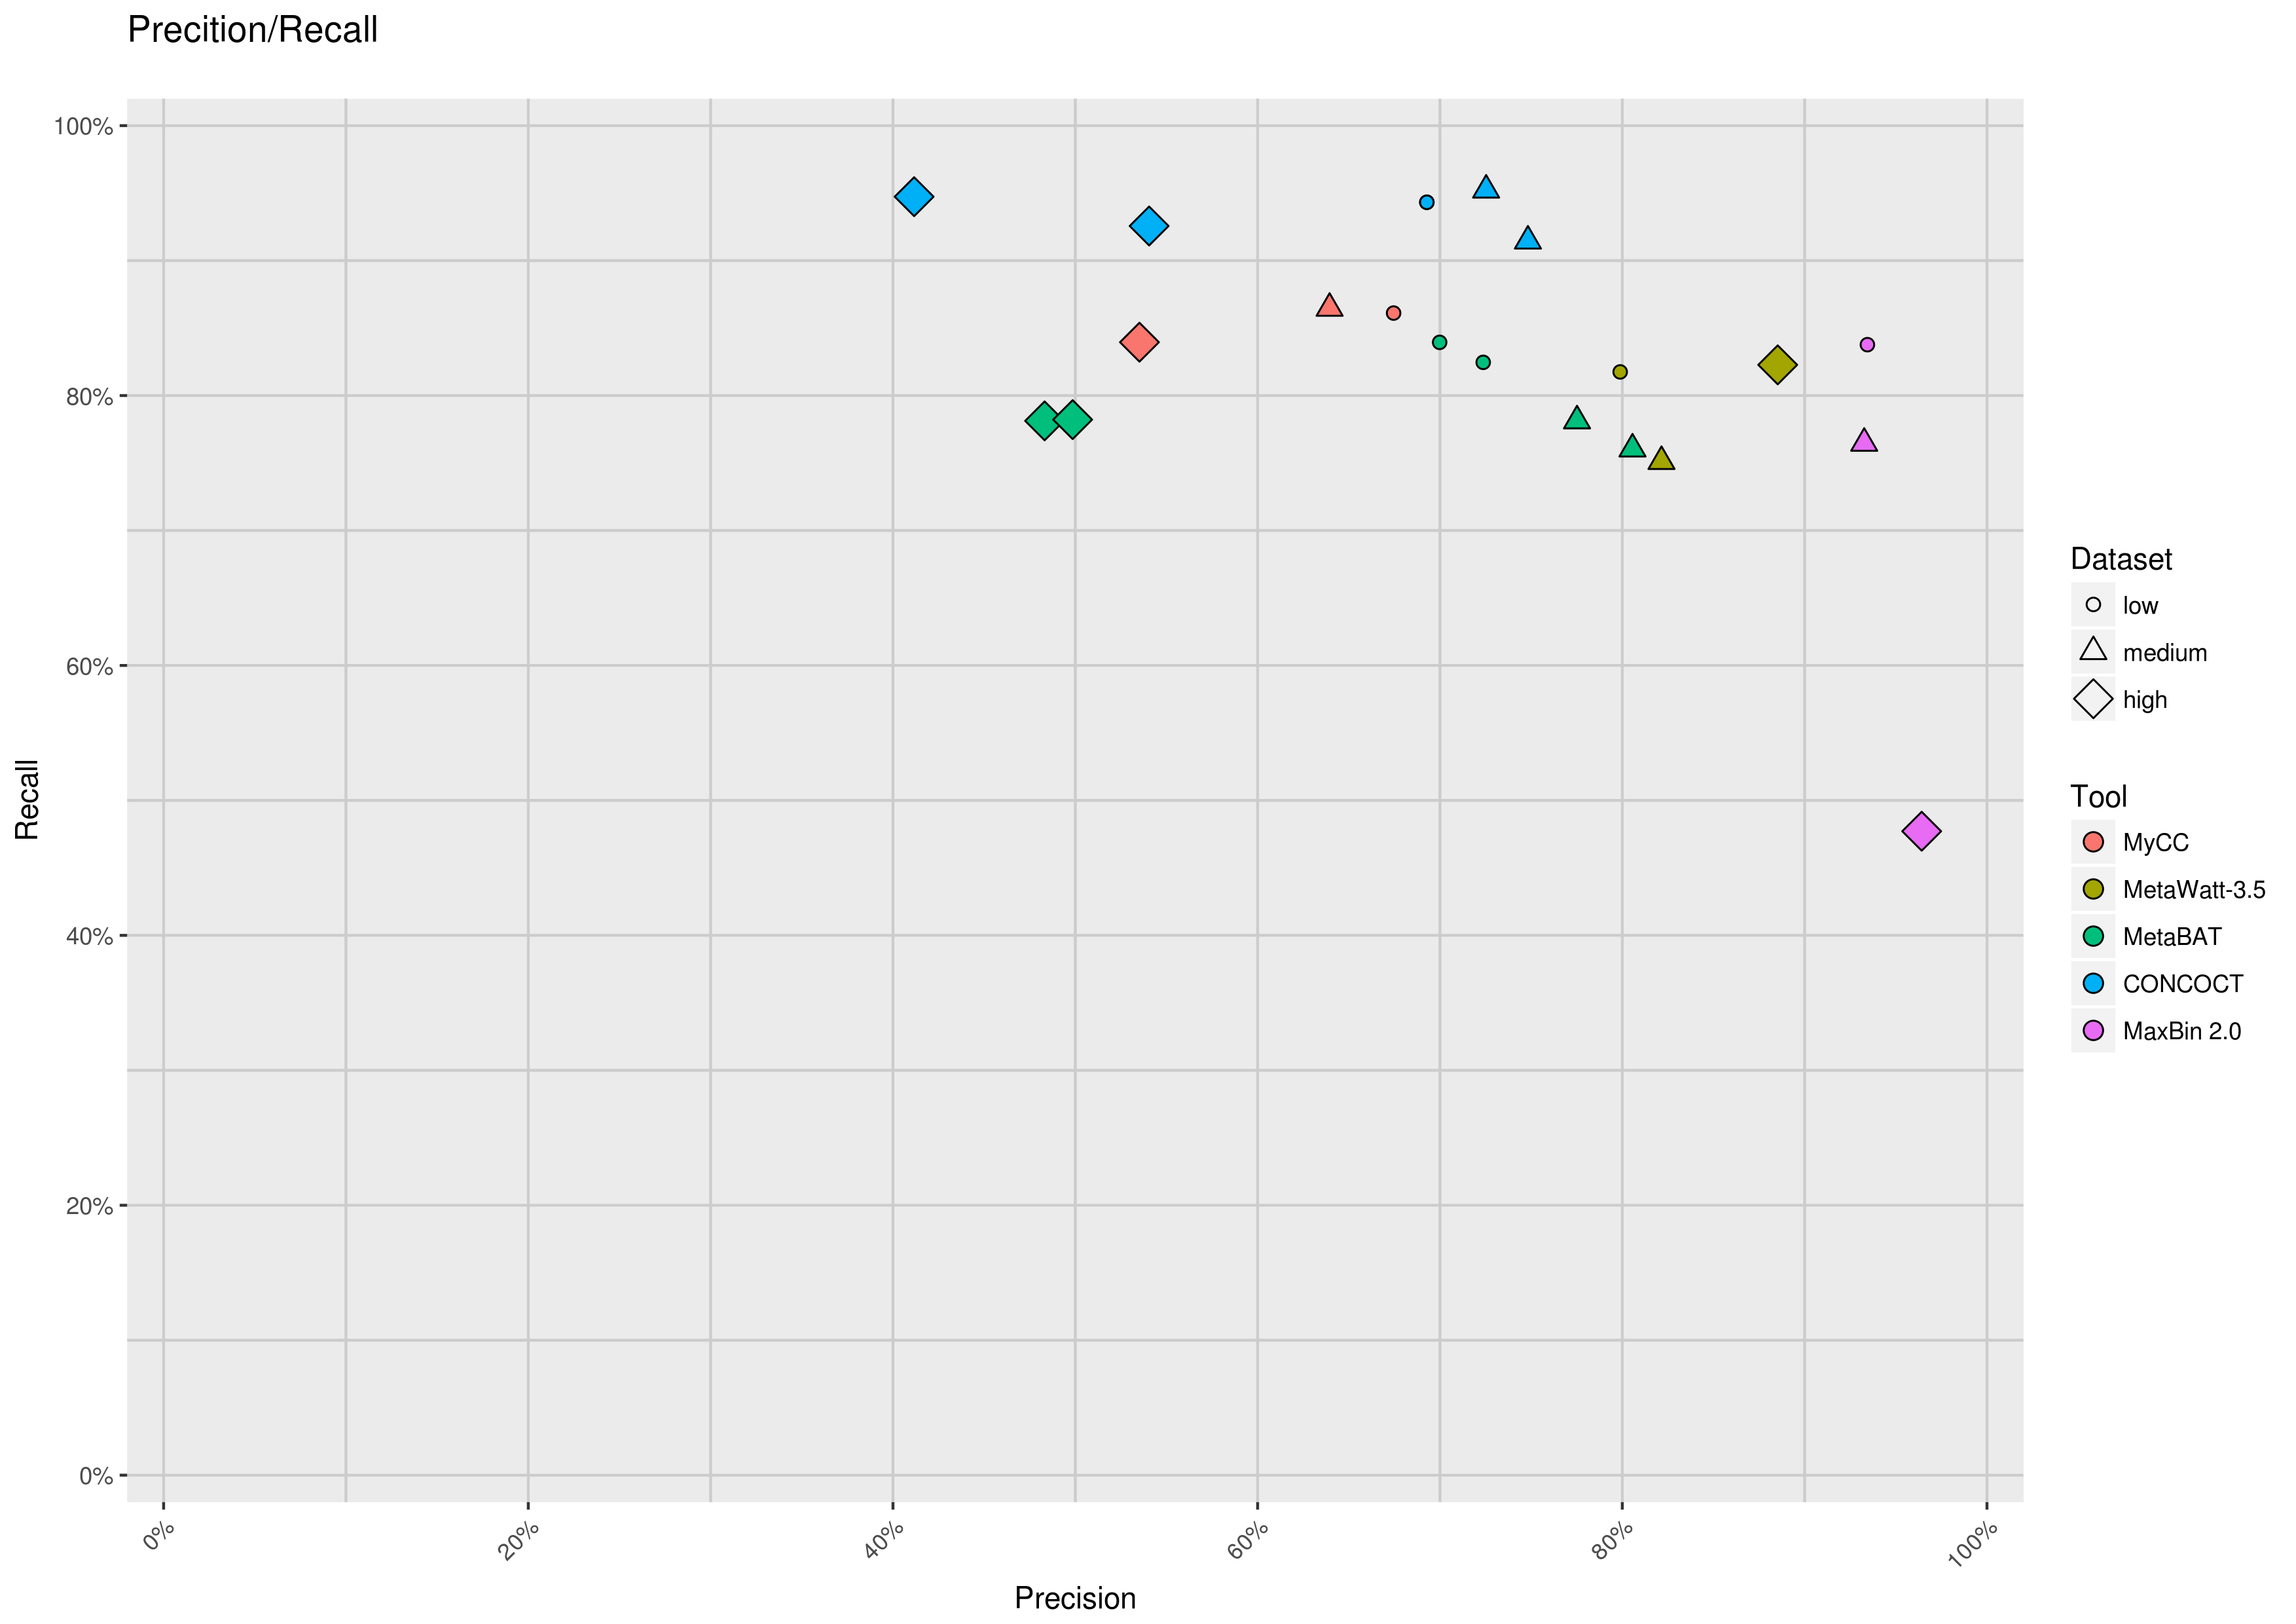 Precition/Recall
100%
80%
60%
40%
20%
0%
Recall
0%
20%
40%
60%
80%
100%
Precision
Dataset
low
medium
high
Tool
MyCC
MetaWatt-3.5
MetaBAT
CONCOCT
MaxBin 2.0